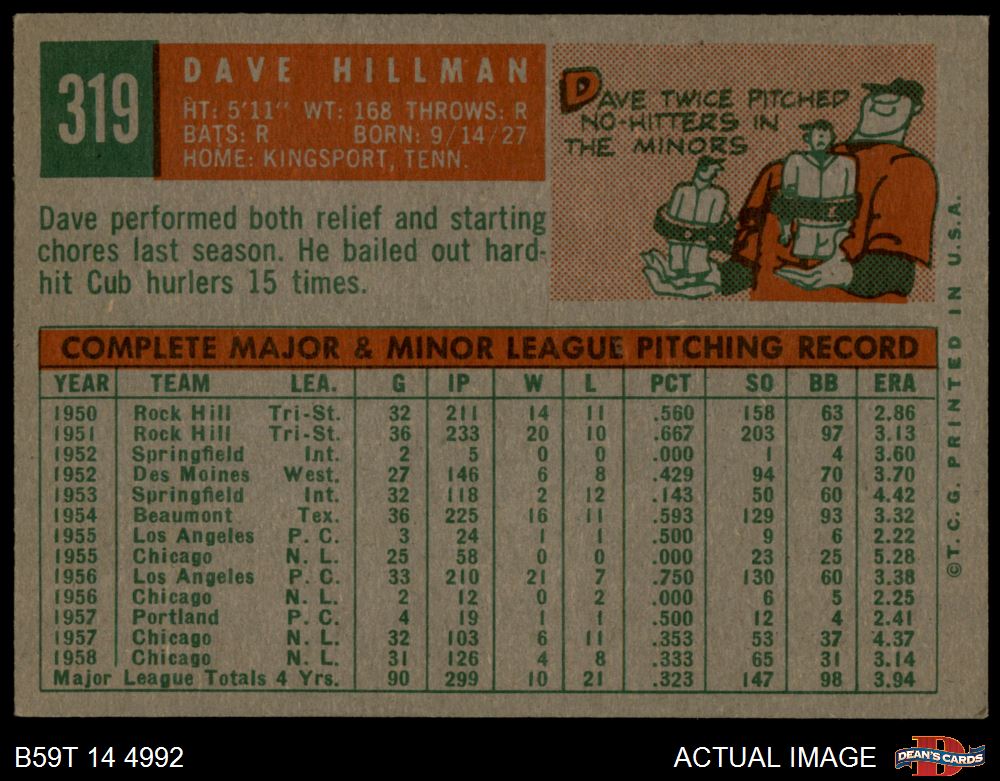 319
DAVE HILLMAN
HT: 5'11" WT: 168 THROWS: R
BATS: R BORN: 9/14/27
HOME: KINGSPORT, TENN.
DAVE TWICE PITCHED
NO-HITTERS IN
THE MINORS
Dave performed both relief and starting
chores last season. He bailed out hard-
hit Cub hurlers 15 times.
COMPLETE MAJOR & MINOR LEAGUE PITCHING RECORD
YEAR TEAM LEA. G IP W L PCT SO BB ERA
1950 Rock Hill Tri-St. 32 211 14 11 .560 158 63 2.86
1951 Rock Hill Tri-St. 36 233 20 10 .667 203 97 3.13
1952 Springfield Int. 2 5 0 0 .000 1 4 3.60
1952 Des Moines West. 27 146 6 8 .429 94 70 3.70
1953 Springfield Int. 32 118 2 12 .143 50 60 4.42
1954 Beaumont Tex. 36 225 16 11 .593 129 93 3.32
1955 Los Angeles P. C. 3 24 1 1 .500 9 6 2.22
1955 Chicago N. L. 25 58 0 0 .000 23 25 5.28
1956 Los Angeles P. C. 33 210 21 7 .750 130 60 3.38
1956 Chicago N. L. 2 12 0 2 .000 6 5 2.25
1957 Portland P. C. 4 19 1 1 .500 12 4 2.41
1957 Chicago N. L. 32 103 6 11 .353 53 37 4.37
1958 Chicago N. L. 31 126 4 8 .333 65 31 3.14
Major League Totals 4 Yrs. 90 299 10 21 .323 147 98 3.94
©T. C. G. PRINTED IN U.S.A.
B59T 14 4992
ACTUAL IMAGE
D
DEAN'S CARDS